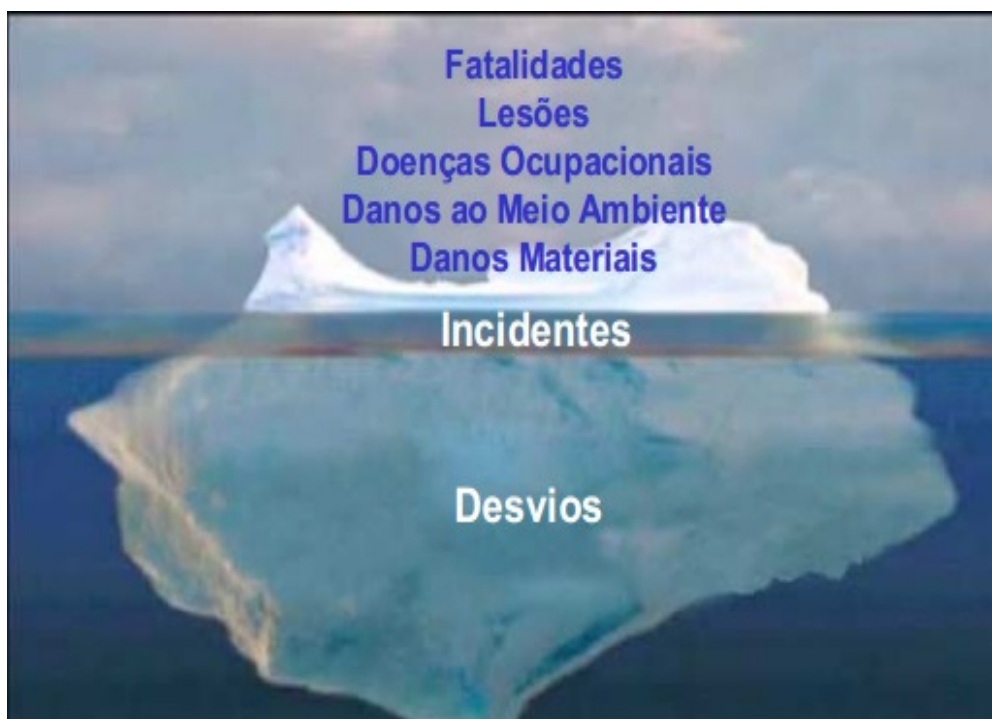 Fatalidades
Lesões
Doenças Ocupacionais
Danos ao Meio Ambiente
Danos Materiais
Incidentes
Desvios